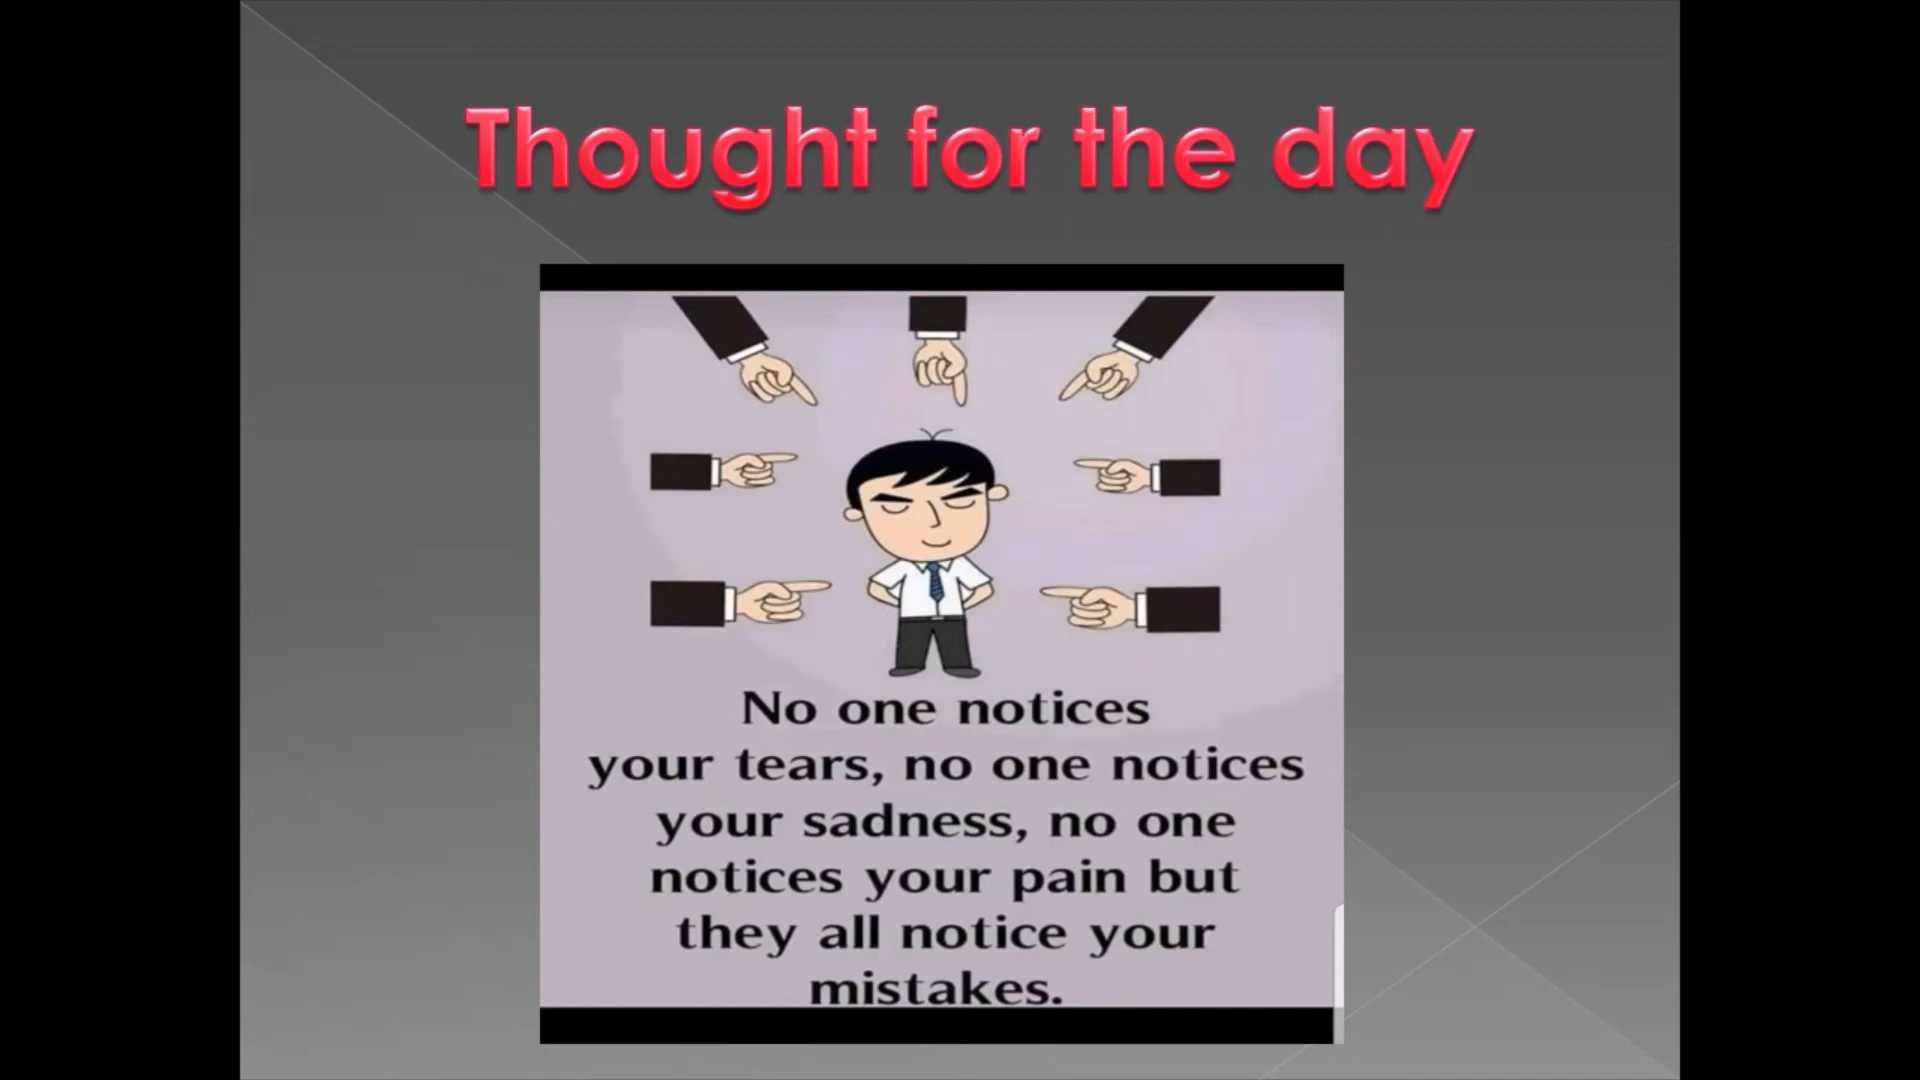 Thought for the day
No one notices
your tears, no one notices
your sadness, no one
notices your pain but
they all notice your
mistakes.